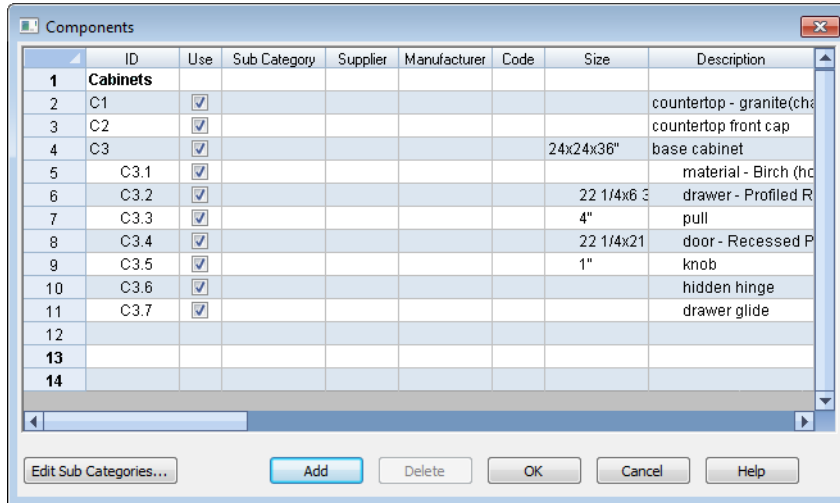 Components
ID Use Sub Category Supplier Manufacturer Code Size Description
1 Cabinets
2 C1 countertop - granite(cha
3 C2 countertop front cap
4 C3 24x24x36" base cabinet
5 C3.1 material - Birch (hc
6 C3.2 22 1/4x6 3 drawer - Profiled R
7 C3.3 4" pull
8 C3.4 22 1/4x21 door - Recessed P
9 C3.5 1" knob
10 C3.6 hidden hinge
11 C3.7 drawer glide
12
13
14
Edit Sub Categories... Add Delete OK Cancel Help